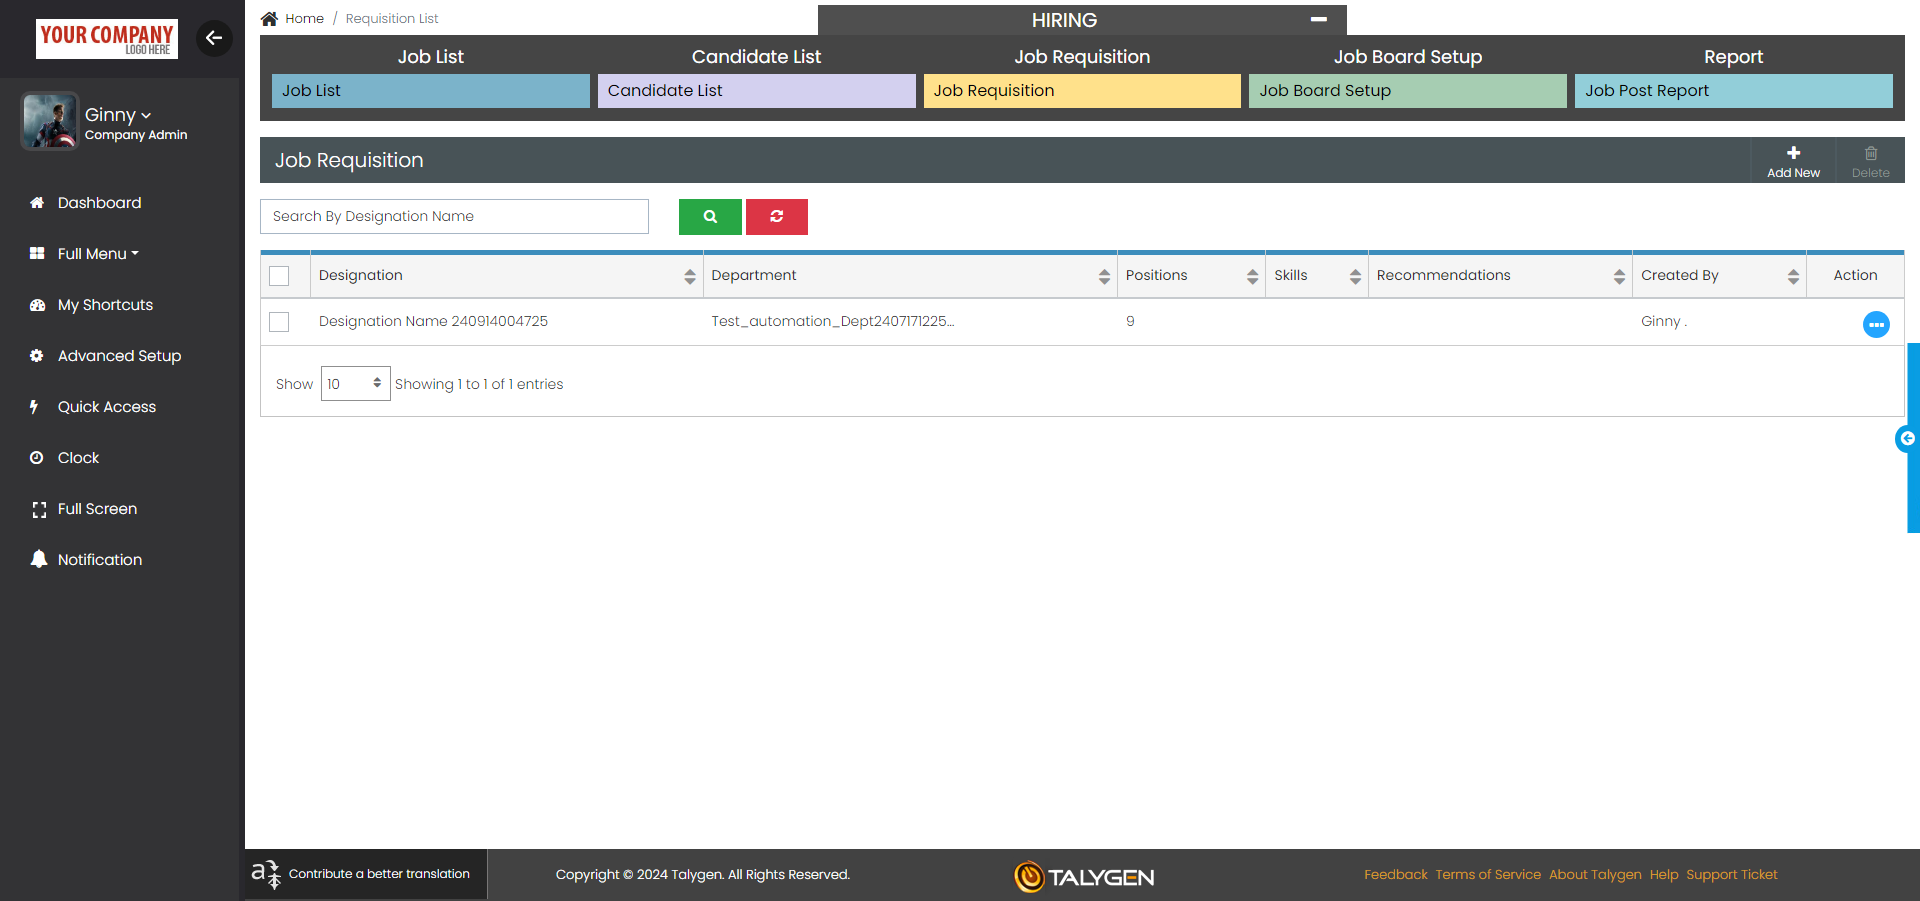 YOUR COMPANY
LOGO HERE
Ginny
Company Admin
Dashboard
Full Menu
My Shortcuts
Advanced Setup
Quick Access
Clock
Full Screen
Notification
Home / Requisition List
HIRING
Job List Candidate List Job Requisition Job Board Setup Report
Job List Candidate List Job Requisition Job Board Setup Job Post Report
Job Requisition
Add New Delete
Search By Designation Name
Designation Department Positions Skills Recommendations Created By Action
Designation Name 240914004725 Test_automation_Dept2407171225... 9 Ginny .
Show 10 Showing 1 to 1 of 1 entries
Contribute a better translation
Copyright © 2024 Talygen. All Rights Reserved.
TALYGEN
Feedback Terms of Service About Talygen Help Support Ticket